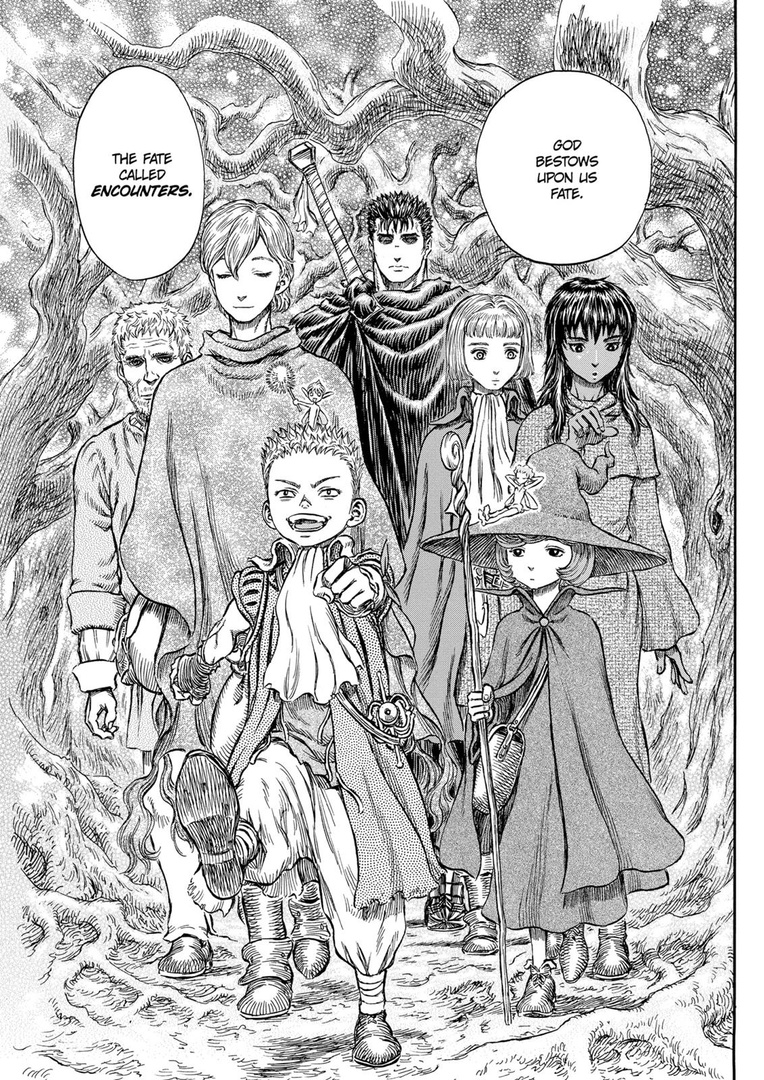 GOD
BESTOWS
UPON US
FATE.
THE FATE
CALLED
ENCOUNTERS.